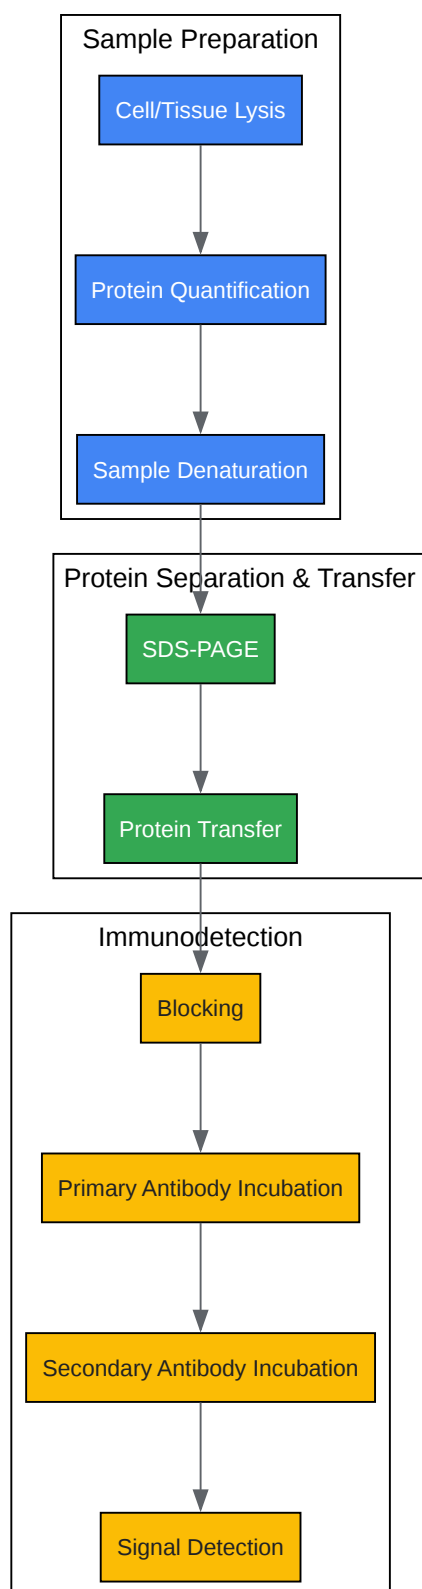 Sample Preparation
Cell/Tissue Lysis
Protein Quantification
Sample Denaturation
Protein Separation & Transfer
SDS-PAGE
Protein Transfer
Immunodetection
Blocking
Primary Antibody Incubation
Secondary Antibody Incubation
Signal Detection